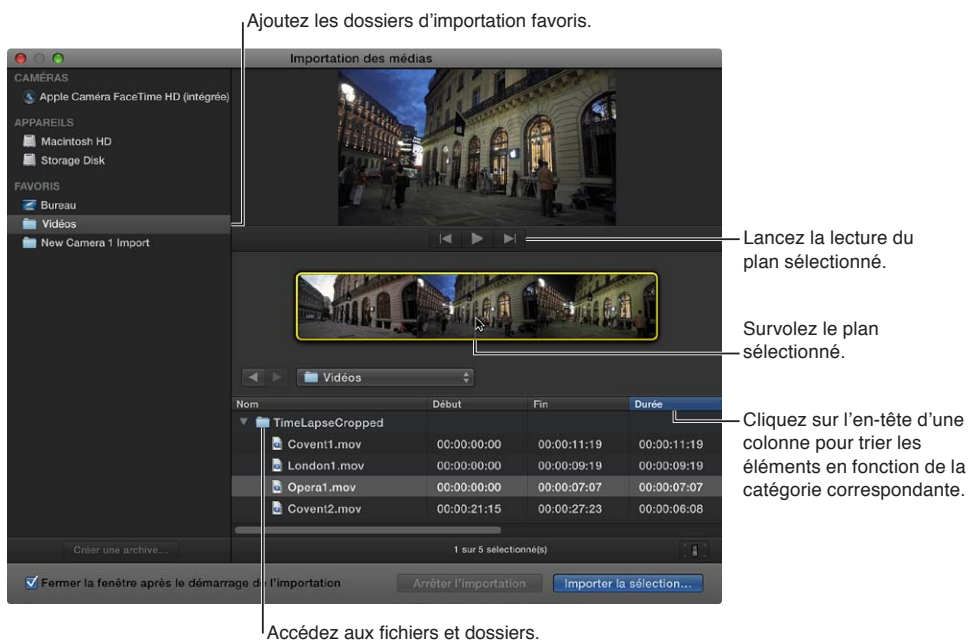 Ajoutez les dossiers d’importation favoris.
Importation des médias
CAMÉRAS
Apple Caméra FaceTime HD (intégrée)
APPAREILS
Macintosh HD
Storage Disk
FAVORIS
Bureau
Vidéos
New Camera 1 Import
Lancez la lecture du
plan sélectionné.
Survolez le plan
sélectionné.
Vidéos
Nom Début Fin Durée
TimeLapseCropped
Covent1.mov 00:00:00:00 00:00:11:19 00:00:11:19
London1.mov 00:00:00:00 00:00:09:19 00:00:09:19
Opera1.mov 00:00:00:00 00:00:07:07 00:00:07:07
Covent2.mov 00:00:21:15 00:00:27:23 00:00:06:08
Cliquez sur l’en-tête d’une
colonne pour trier les
éléments en fonction de la
catégorie correspondante.
Créer une archive...
1 sur 5 sélectionné(s)
Fermer la fenêtre après le démarrage de l’importation
Arrêter l’importation
Importer la sélection...
Accédez aux fichiers et dossiers.